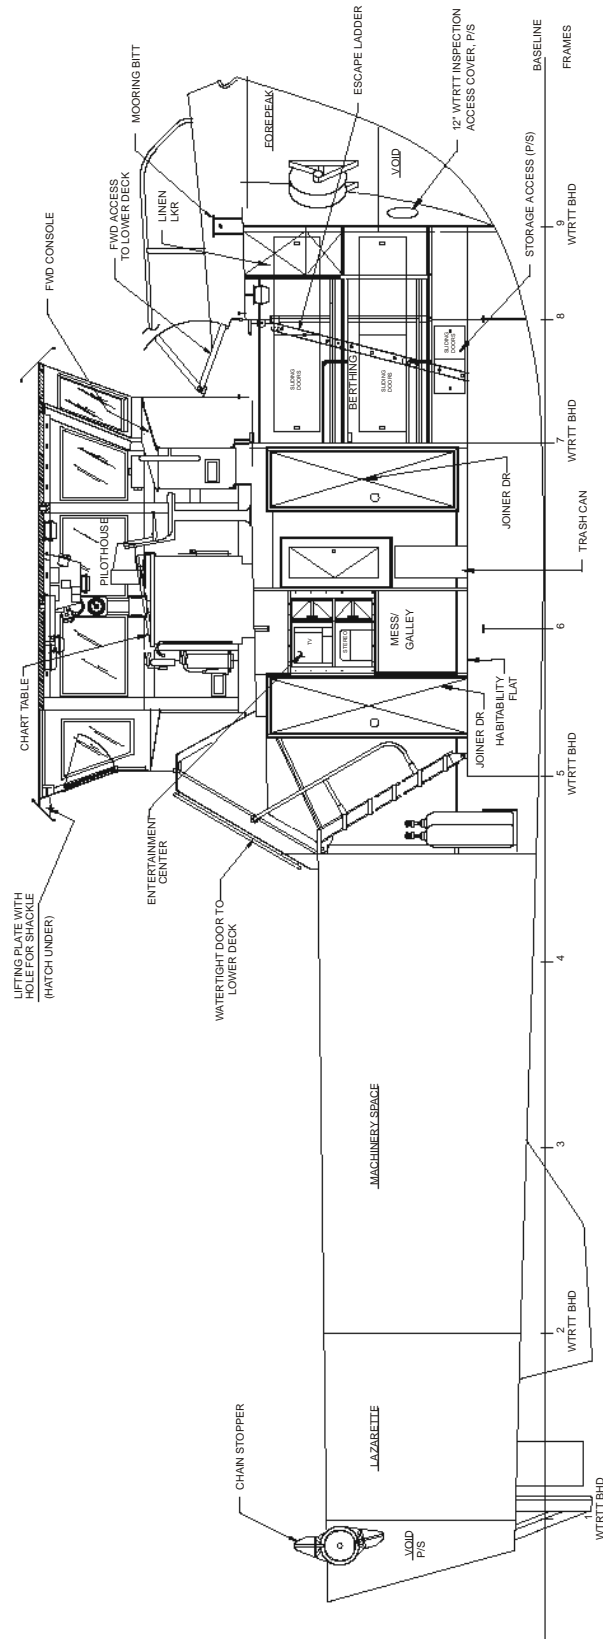 CHAIN STOPPER
VOID
P/S
LAZARETTE
MACHINERY SPACE
LIFTING PLATE WITH
HOLE FOR SHACKLE
(HATCH UNDER)
WATERTIGHT DOOR TO
LOWER DECK
ENTERTAINMENT
CENTER
CHART TABLE
PILOTHOUSE
FWD CONSOLE
FWD ACCESS
TO LOWER DECK
LINEN
LKR
MOORING BITT
FOREPEAK
ESCAPE LADDER
VOID
12" WTRTT INSPECTION
ACCESS COVER, P/S
STORAGE ACCESS (P/S)
SLIDING
DOORS
SLIDING
DOORS
SLIDING
DOORS
BERTHING
TV
STEREO
MESS/
GALLEY
JOINER DR
JOINER DR
HABITABILITY
FLAT
TRASH CAN
BASELINE
FRAMES
1
WTRTT BHD
2
WTRTT BHD
3
4
5
WTRTT BHD
6
7
WTRTT BHD
8
9
WTRTT BHD